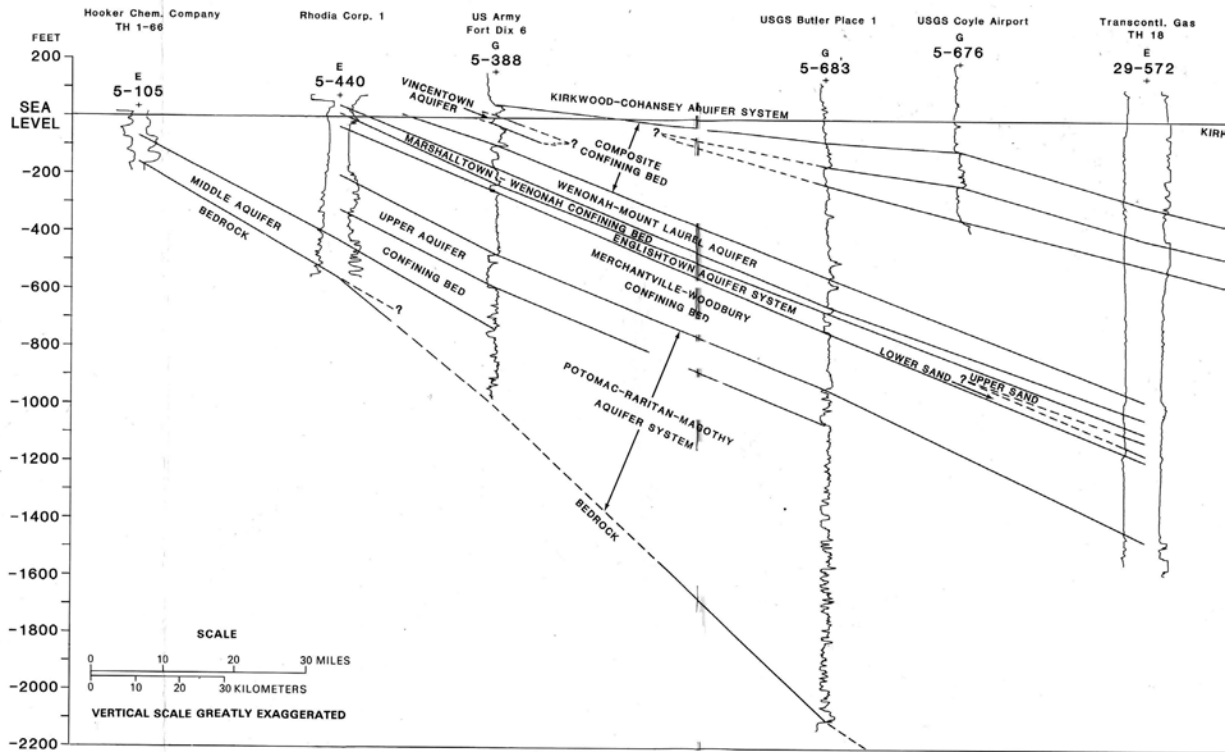 Hooker Chem. Company
TH 1-66
E
5-105
Rhodia Corp. 1
E
5-440
US Army
Fort Dix 6
G
5-388
USGS Butler Place 1
G
5-683
USGS Coyle Airport
G
5-676
Transcontl. Gas
TH 18
E
29-572
FEET
200
SEA
LEVEL
-200
-400
-600
-800
-1000
-1200
-1400
-1600
-1800
-2000
-2200
VINCENTOWN
AQUIFER
KIRKWOOD-COHANSEY AQUIFER SYSTEM
KIRK
?
?
COMPOSITE
CONFINING BED
WENONAH-MOUNT LAUREL AQUIFER
MARSHALLTOWN - WENONAH CONFINING BED
ENGLISHTOWN AQUIFER SYSTEM
MERCHANTVILLE-WOODBURY
CONFINING BED
MIDDLE AQUIFER
BEDROCK
UPPER AQUIFER
CONFINING BED
?
LOWER SAND
?
UPPER SAND
POTOMAC-RARITAN-MAGOTHY
AQUIFER SYSTEM
BEDROCK
SCALE
0 10 20 30 MILES
0 10 20 30 KILOMETERS
VERTICAL SCALE GREATLY EXAGGERATED